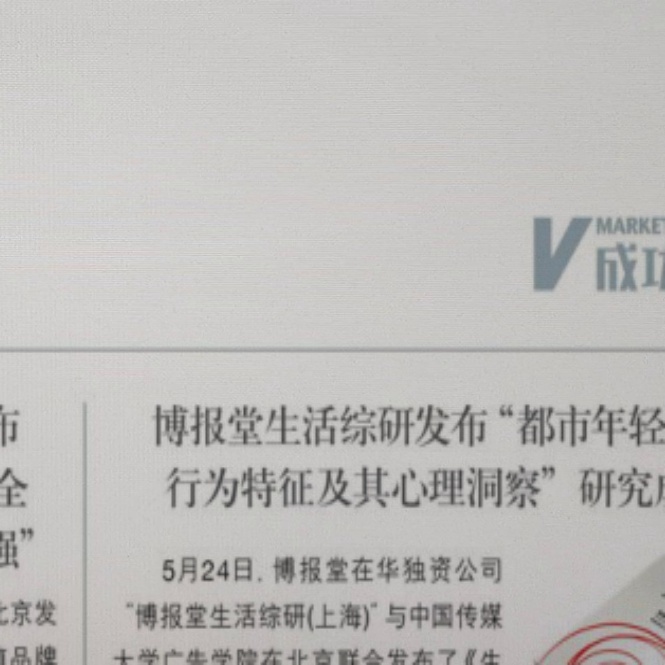 MARKET
成功
布
全
强”
北京发
品牌
博报堂生活综研发布“都市年轻
行为特征及其心理洞察”研究成
5月24日，博报堂在华独资公司
“博报堂生活综研(上海)”与中国传媒
大学广告学院在北京联合发布了《生